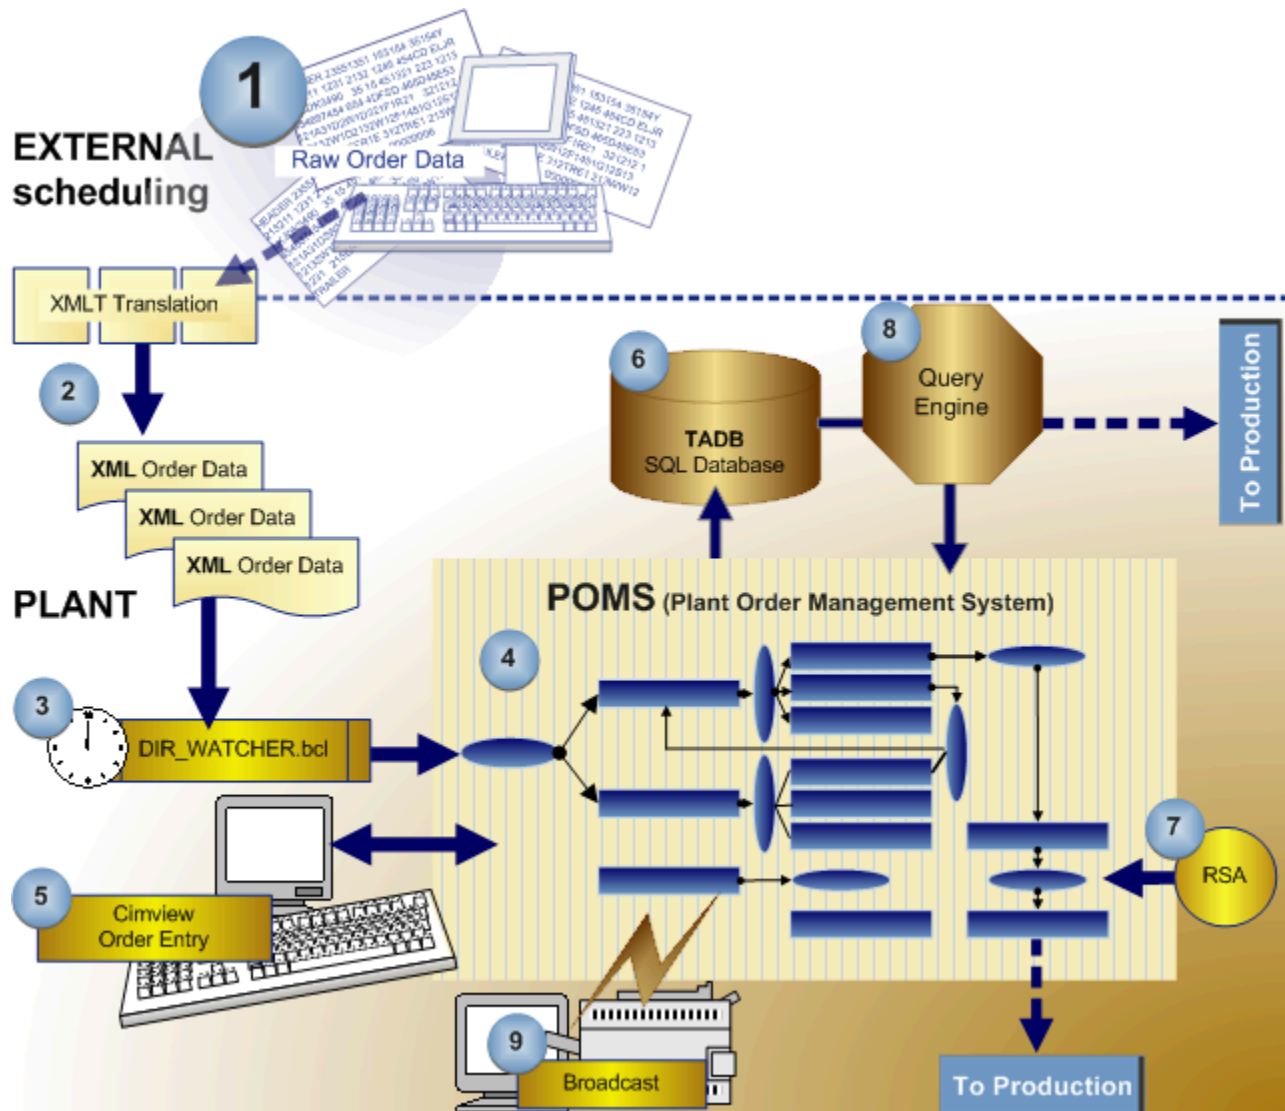 1
EXTERNAL
scheduling
Raw Order Data
XMLT Translation
2
XML Order Data
XML Order Data
XML Order Data
PLANT
3
DIR_WATCHER.bcl
4
POMS (Plant Order Management System)
5
Cimview
Order Entry
6
TADB
SQL Database
7
RSA
8
Query
Engine
To Production
9
Broadcast
To Production